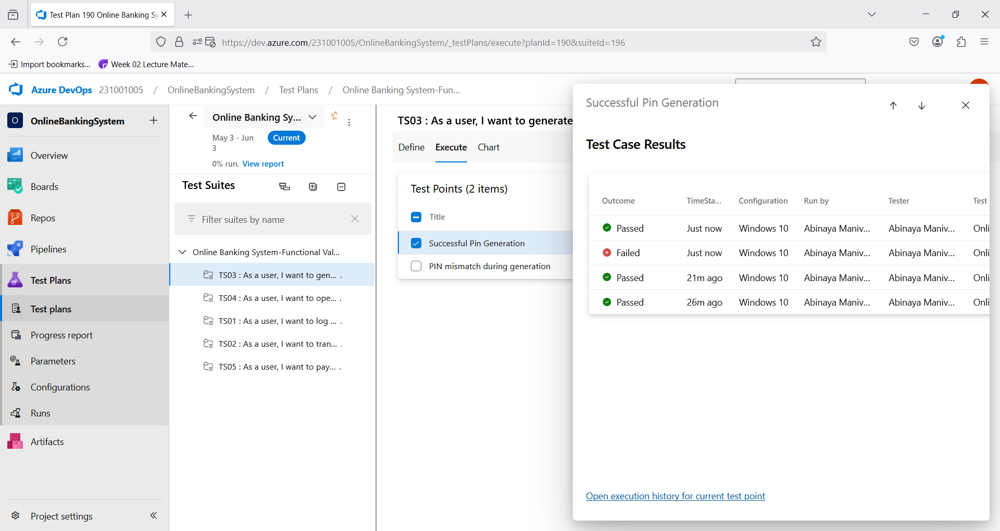 Test Plan 190 Online Banking Sy
https://dev.azure.com/231001005/OnlineBankingSystem/_testPlans/execute?planId=190&suiteId=196
Import bookmarks...
Week 02 Lecture Mate...
Azure DevOps 231001005 / OnlineBankingSystem / Test Plans / Online Banking System-Fun...
O OnlineBankingSystem
Overview
Boards
Repos
Pipelines
Test Plans
Test plans
Progress report
Parameters
Configurations
Runs
Artifacts
Project settings
Online Banking Sy...
May 3 - Jun 3
Current
0% run. View report
Test Suites
Filter suites by name
Online Banking System-Functional Val...
TS03 : As a user, I want to gen... .
TS04 : As a user, I want to ope... .
TS01 : As a user, I want to log ... .
TS02 : As a user, I want to tran... .
TS05 : As a user, I want to pay... .
TS03 : As a user, I want to generate
Define Execute Chart
Test Points (2 items)
Title
Successful Pin Generation
PIN mismatch during generation
Successful Pin Generation
Test Case Results
Outcome TimeSta... Configuration Run by Tester Test
Passed Just now Windows 10 Abinaya Maniv... Abinaya Maniv... Onli
Failed Just now Windows 10 Abinaya Maniv... Abinaya Maniv... Onli
Passed 21m ago Windows 10 Abinaya Maniv... Abinaya Maniv... Onli
Passed 26m ago Windows 10 Abinaya Maniv... Abinaya Maniv... Onli
Open execution history for current test point